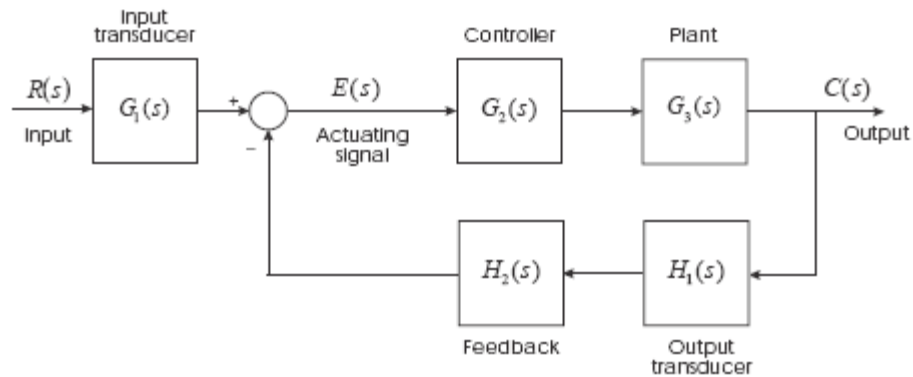 Input
transducer
Controller
Plant
R(s)
G₁(s)
+
E(s)
G₂(s)
G₃(s)
C(s)
Input
–
Actuating
signal
Output
H₂(s)
H₁(s)
Feedback
Output
transducer